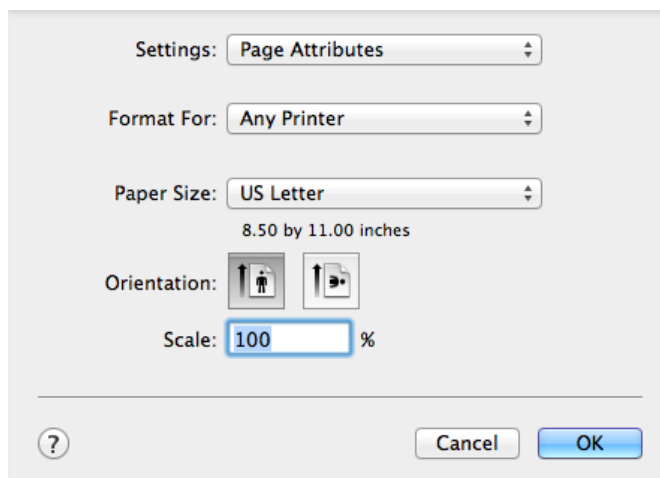 Settings: Page Attributes
Format For: Any Printer
Paper Size: US Letter
8.50 by 11.00 inches
Orientation:
Scale: 100 %
? Cancel OK